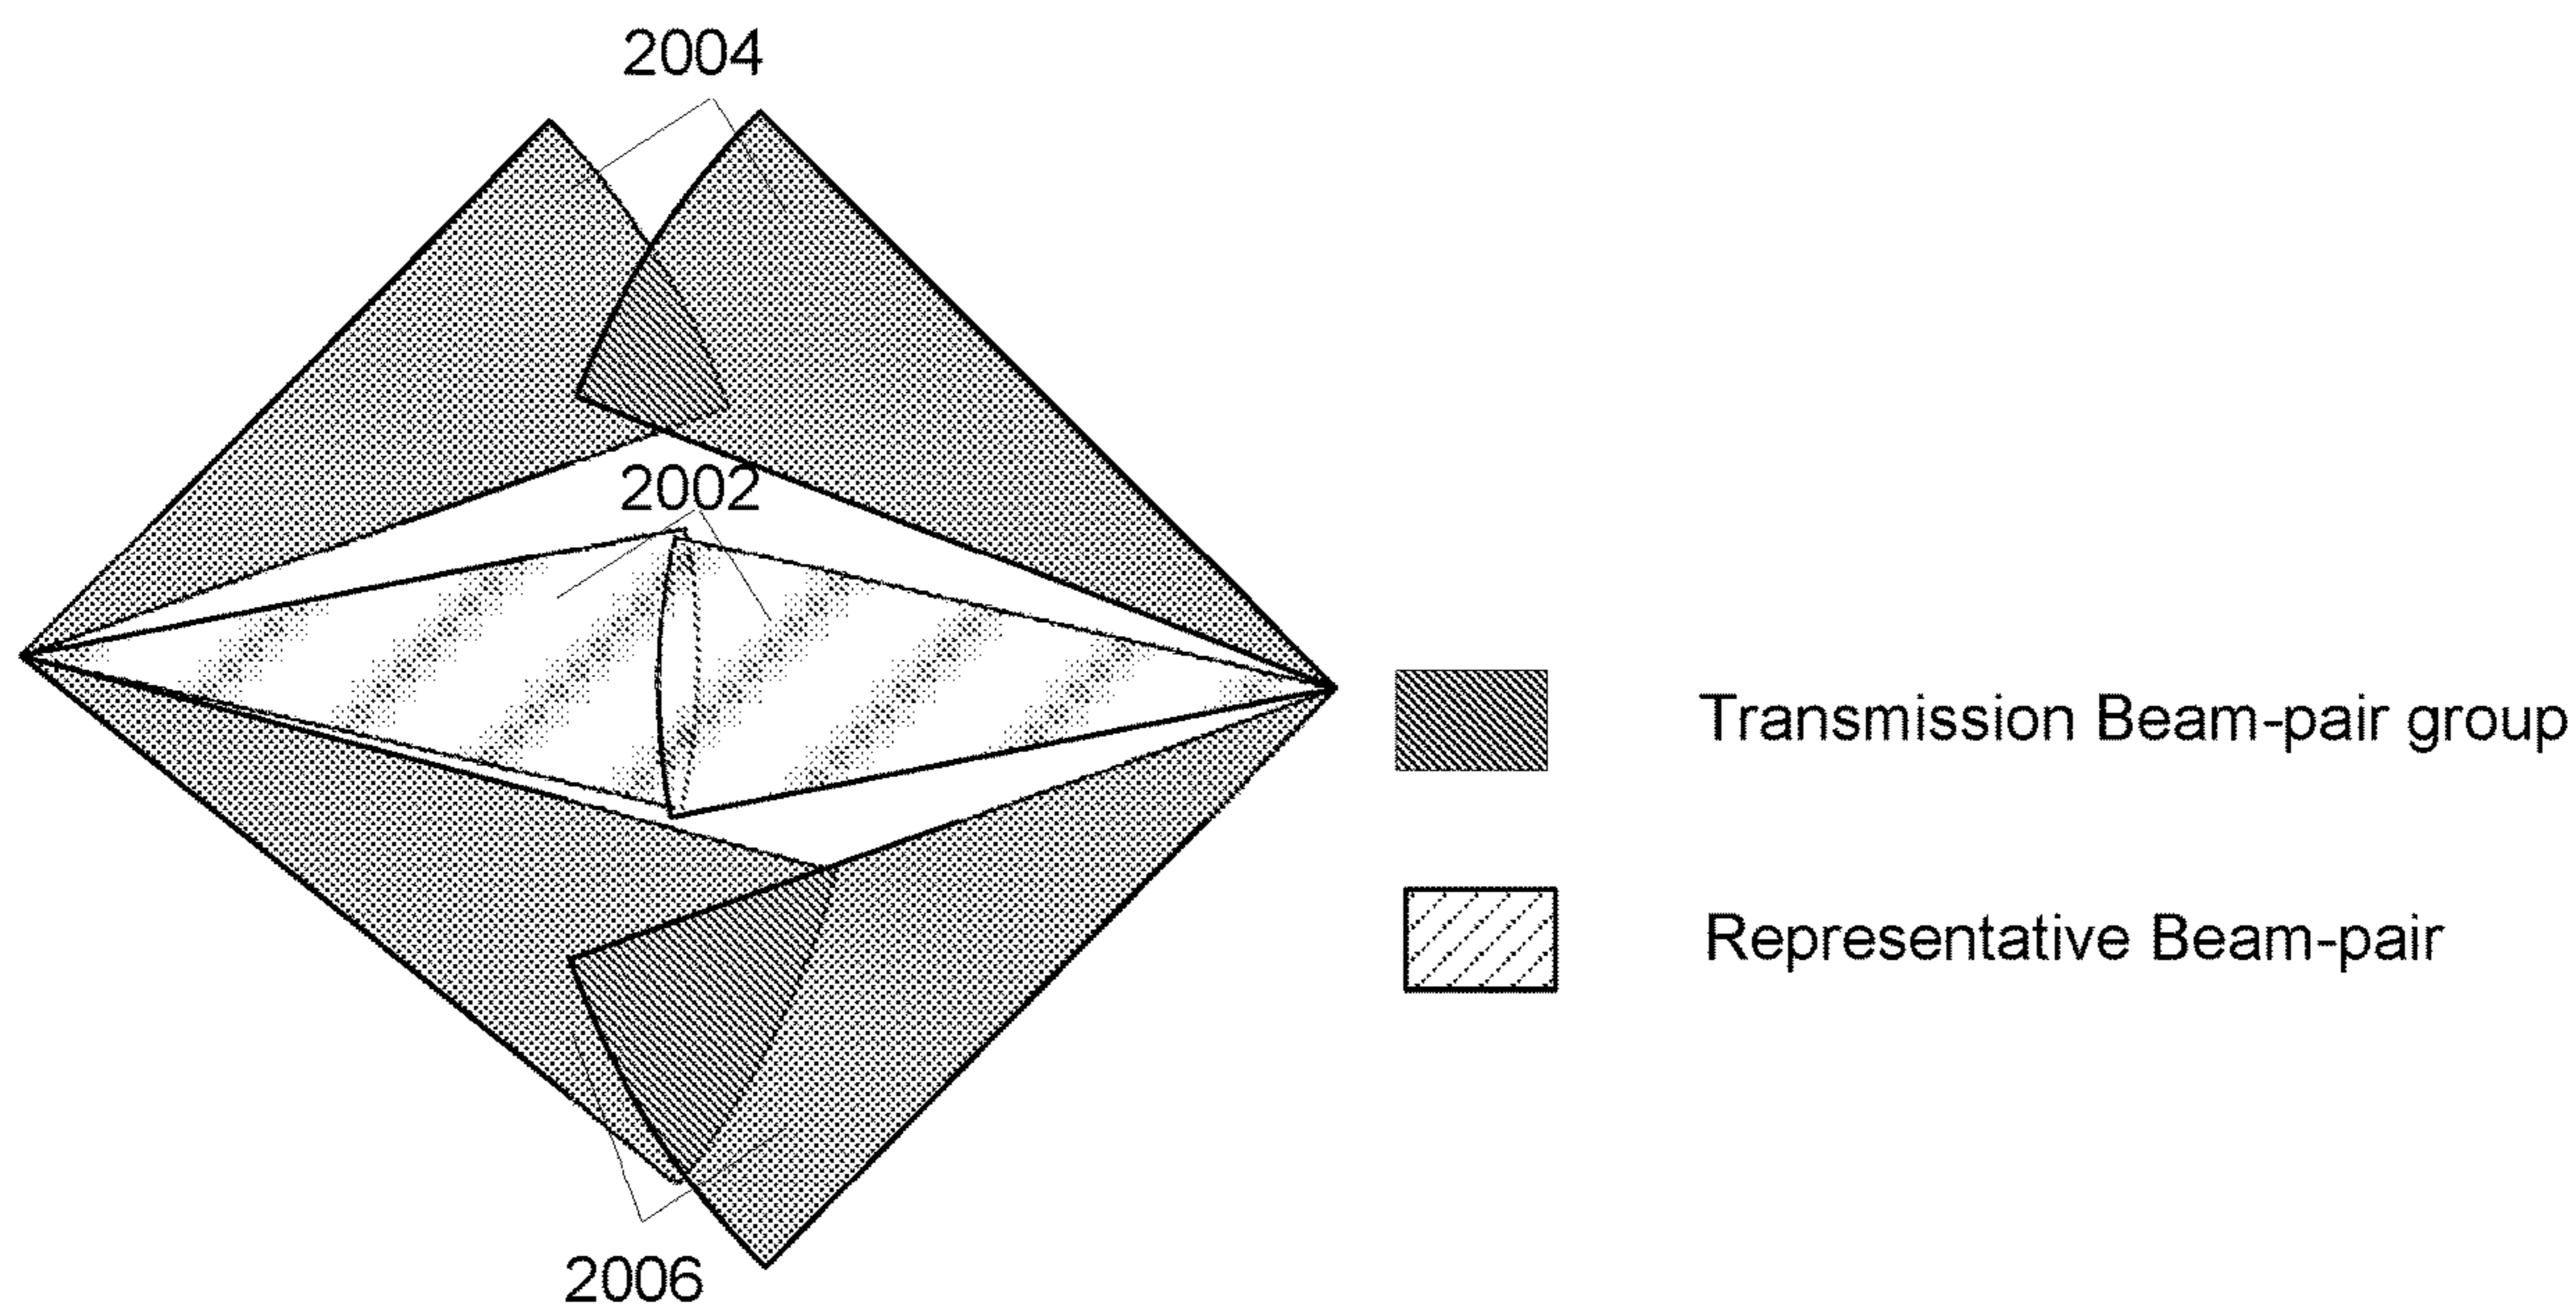 2004
2002
Transmission Beam-pair group
Representative Beam-pair
2006